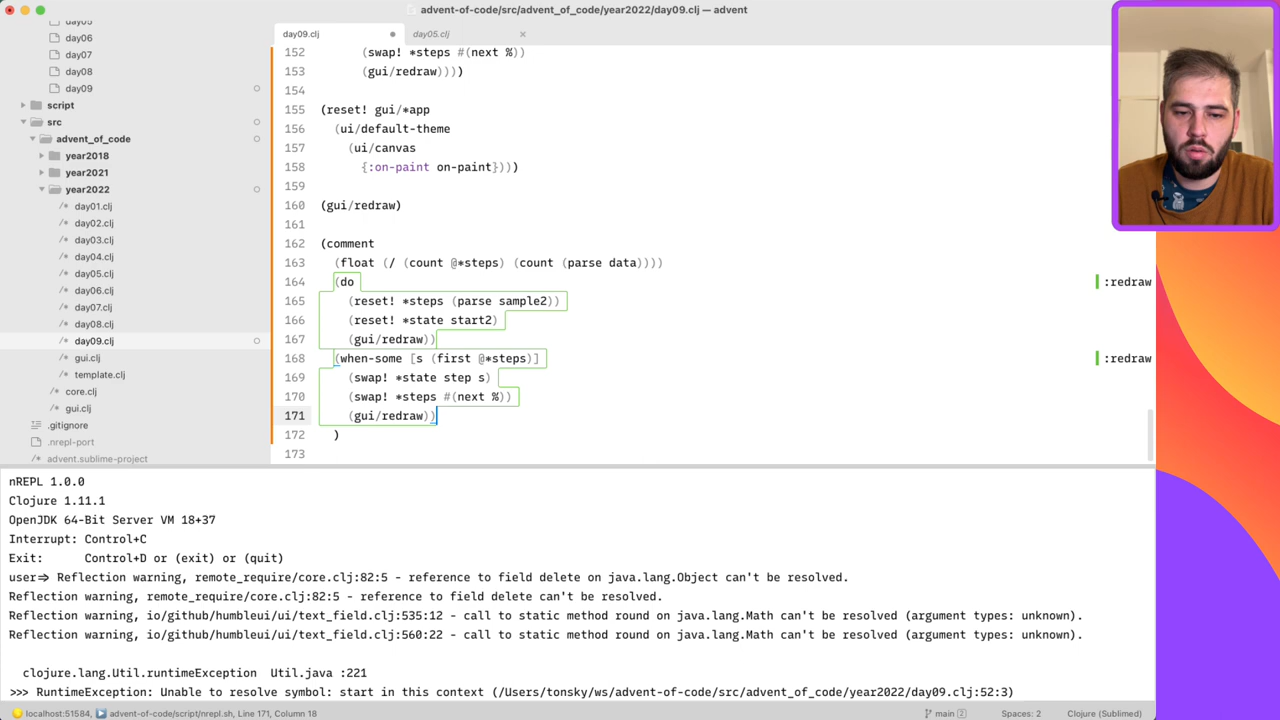 advent-of-code/src/advent_of_code/year2022/day09.clj — advent
day05
day06
day07
day08
day09
script
src
advent_of_code
year2018
year2021
year2022
/* day01.clj
/* day02.clj
/* day03.clj
/* day04.clj
/* day05.clj
/* day06.clj
/* day07.clj
/* day08.clj
/* day09.clj
/* gui.clj
/* template.clj
/* core.clj
/* gui.clj
.gitignore
.nrepl-port
advent.sublime-project
day09.clj
day05.clj
152 (swap! *steps #(next %))
153 (gui/redraw))))
154
155 (reset! gui/*app
156 (ui/default-theme
157 (ui/canvas
158 {:on-paint on-paint})))
159
160 (gui/redraw)
161
162 (comment
163 (float (/ (count @*steps) (count (parse data))))
164 (do :redraw
165 (reset! *steps (parse sample2))
166 (reset! *state start2)
167 (gui/redraw))
168 (when-some [s (first @*steps)] :redraw
169 (swap! *state step s)
170 (swap! *steps #(next %))
171 (gui/redraw))
172 )
173
nREPL 1.0.0
Clojure 1.11.1
OpenJDK 64-Bit Server VM 18+37
Interrupt: Control+C
Exit: Control+D or (exit) or (quit)
user=> Reflection warning, remote_require/core.clj:82:5 - reference to field delete on java.lang.Object can't be resolved.
Reflection warning, remote_require/core.clj:82:5 - reference to field delete can't be resolved.
Reflection warning, io/github/humbleui/ui/text_field.clj:535:12 - call to static method round on java.lang.Math can't be resolved (argument types: unknown).
Reflection warning, io/github/humbleui/ui/text_field.clj:560:22 - call to static method round on java.lang.Math can't be resolved (argument types: unknown).
clojure.lang.Util.runtimeException Util.java :221
>>> RuntimeException: Unable to resolve symbol: start in this context (/Users/tonsky/ws/advent-of-code/src/advent_of_code/year2022/day09.clj:52:3)
localhost:51584, advent-of-code/script/nrepl.sh, Line 171, Column 18
main 2
Spaces: 2
Clojure (Sublimed)